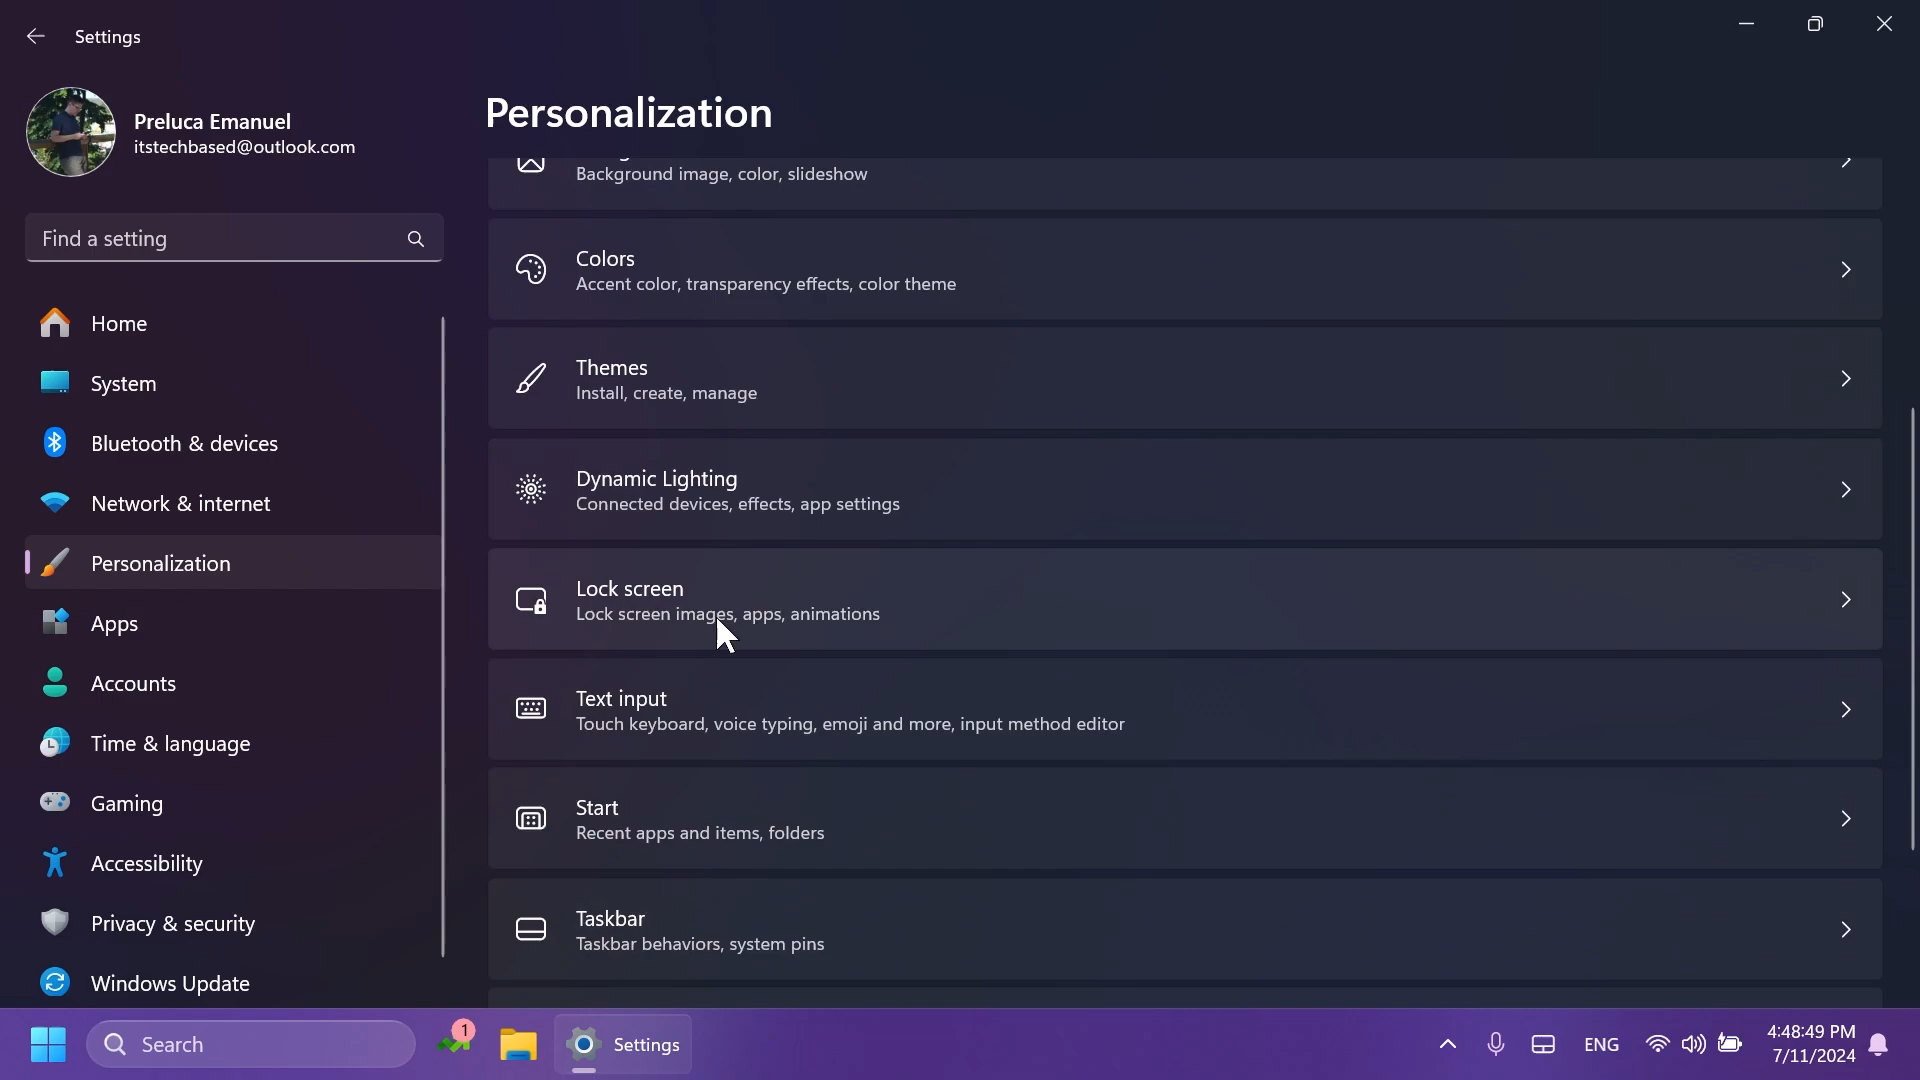 Settings
Preluca Emanuel
itstechbased@outlook.com
Find a setting
Home
System
Bluetooth & devices
Network & internet
Personalization
Apps
Accounts
Time & language
Gaming
Accessibility
Privacy & security
Windows Update
Personalization
Background image, color, slideshow
Colors
Accent color, transparency effects, color theme
Themes
Install, create, manage
Dynamic Lighting
Connected devices, effects, app settings
Lock screen
Lock screen images, apps, animations
Text input
Touch keyboard, voice typing, emoji and more, input method editor
Start
Recent apps and items, folders
Taskbar
Taskbar behaviors, system pins
Search
1
Settings
ENG
4:48:49 PM
7/11/2024